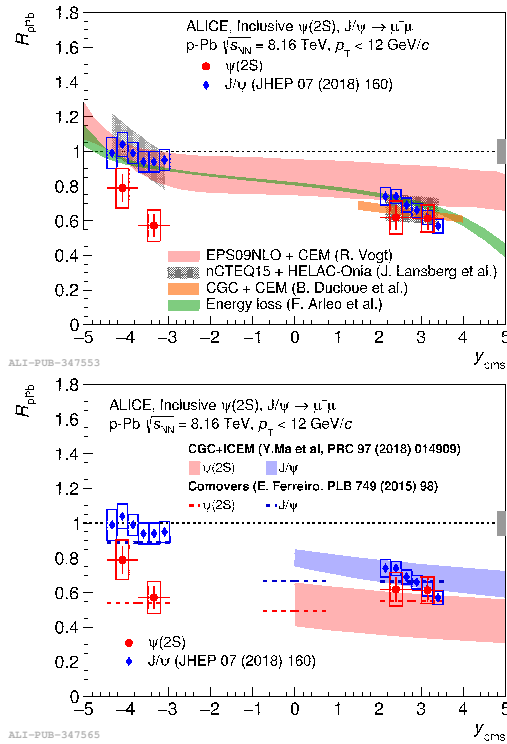 R_pPb
ALICE, Inclusive ψ(2S), J/ψ → μ⁻μ⁺
p-Pb √s_NN = 8.16 TeV, p_T < 12 GeV/c
ψ(2S)
J/ψ (JHEP 07 (2018) 160)
1.8
1.6
1.4
1.2
1
0.8
0.6
0.4
0.2
0
EPS09NLO + CEM (R. Vogt)
nCTEQ15 + HELAC-Onia (J. Lansberg et al.)
CGC + CEM (B. Ducloue et al.)
Energy loss (F. Arleo et al.)
−5 −4 −3 −2 −1 0 1 2 3 4 5
y_cms
ALI-PUB-347553
R_pPb
ALICE, Inclusive ψ(2S), J/ψ → μ⁻μ⁺
p-Pb √s_NN = 8.16 TeV, p_T < 12 GeV/c
CGC+ICEM (Y.Ma et al, PRC 97 (2018) 014909)
ψ(2S) J/ψ
Comovers (E. Ferreiro. PLB 749 (2015) 98)
ψ(2S) J/ψ
1.8
1.6
1.4
1.2
1
0.8
0.6
0.4
0.2
0
ψ(2S)
J/ψ (JHEP 07 (2018) 160)
−5 −4 −3 −2 −1 0 1 2 3 4 5
y_cms
ALI-PUB-347565